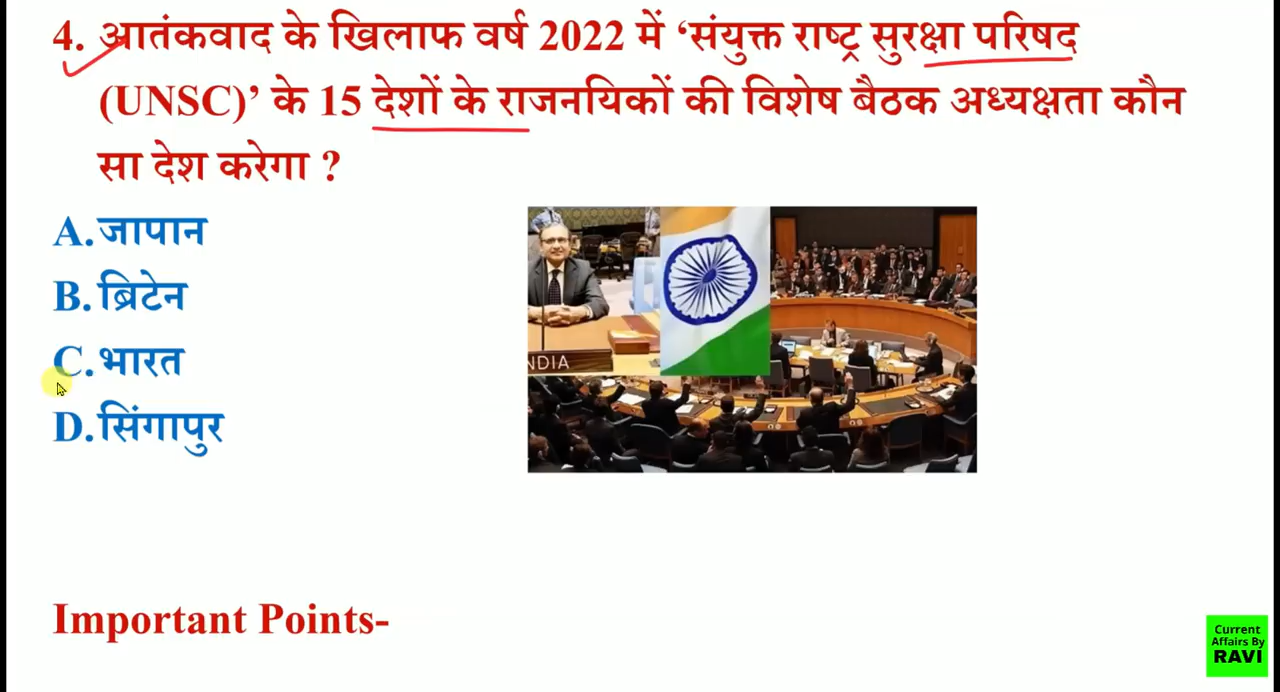 4. आतंकवाद के खिलाफ वर्ष 2022 में ‘संयुक्त राष्ट्र सुरक्षा परिषद
(UNSC)’ के 15 देशों के राजनयिकों की विशेष बैठक अध्यक्षता कौन
सा देश करेगा ?
A. जापान
B. ब्रिटेन
C. भारत
D. सिंगापुर
NDIA
Important Points-
Current
Affairs By
RAVI